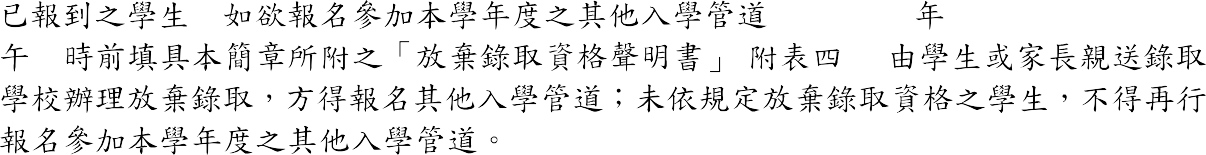 已報到之學生 如欲報名參加本學年度之其他入學管道 年
午 時前填具本簡章所附之「放棄錄取資格聲明書」 附表四 由學生或家長親送錄取
學校辦理放棄錄取，方得報名其他入學管道；未依規定放棄錄取資格之學生，不得再行
報名參加本學年度之其他入學管道。